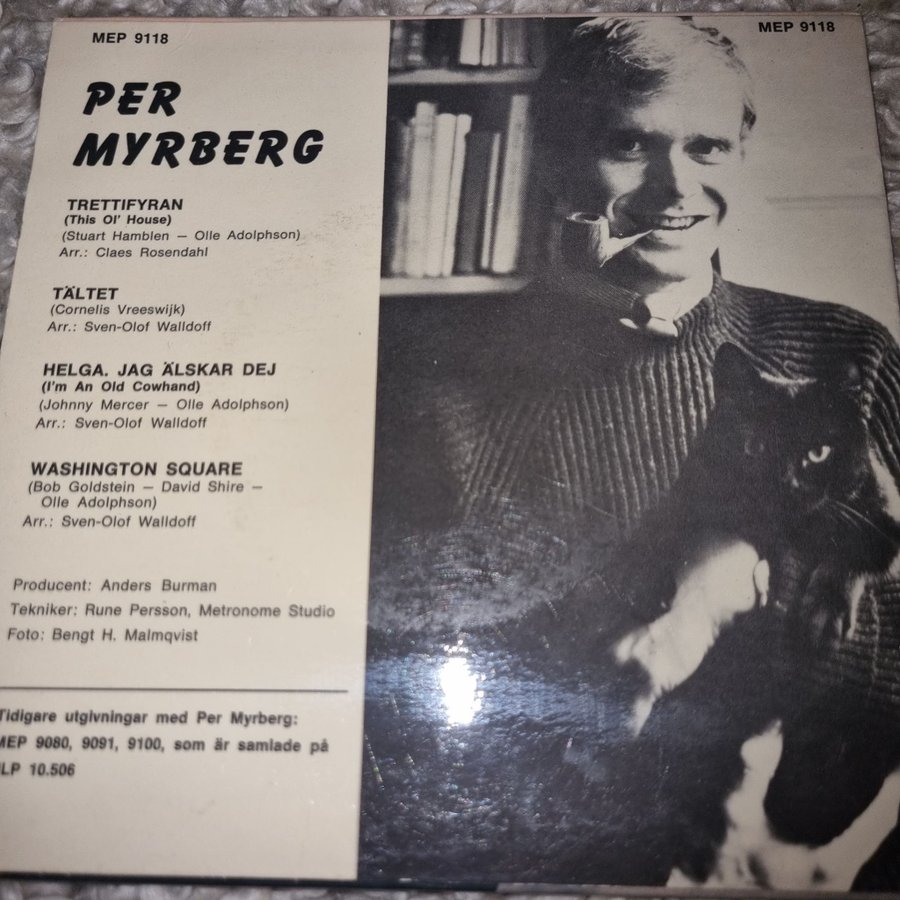 MEP 9118
MEP 9118
PER
MYRBERG
TRETTIFYRAN
(This Ol' House)
(Stuart Hamblen — Olle Adolphson)
Arr.: Claes Rosendahl
TÄLTET
(Cornelis Vreeswijk)
Arr.: Sven-Olof Walldoff
HELGA. JAG ÄLSKAR DEJ
(I'm An Old Cowhand)
(Johnny Mercer — Olle Adolphson)
Arr.: Sven-Olof Walldoff
WASHINGTON SQUARE
(Bob Goldstein — David Shire —
Olle Adolphson)
Arr.: Sven-Olof Walldoff
Producent: Anders Burman
Tekniker: Rune Persson, Metronome Studio
Foto: Bengt H. Malmqvist
Tidigare utgivningar med Per Myrberg:
MEP 9080, 9091, 9100, som är samlade på
LP 10.506